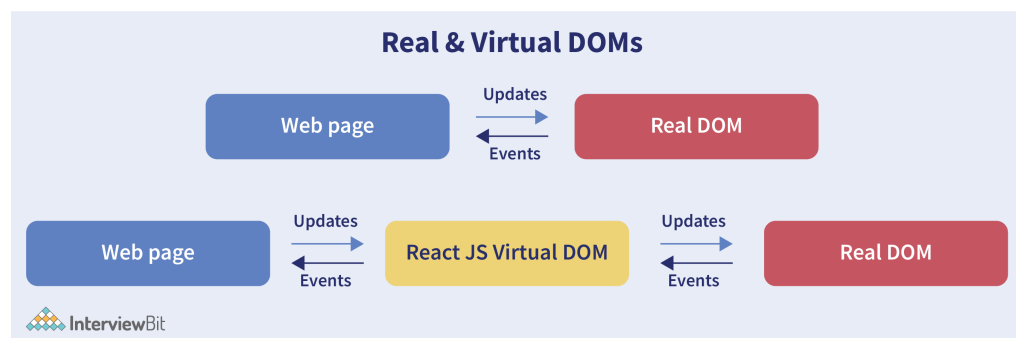 Real & Virtual DOMs
Updates
Web page
Real DOM
Events
Updates
Updates
Web page
React JS Virtual DOM
Real DOM
Events
Events
InterviewBit